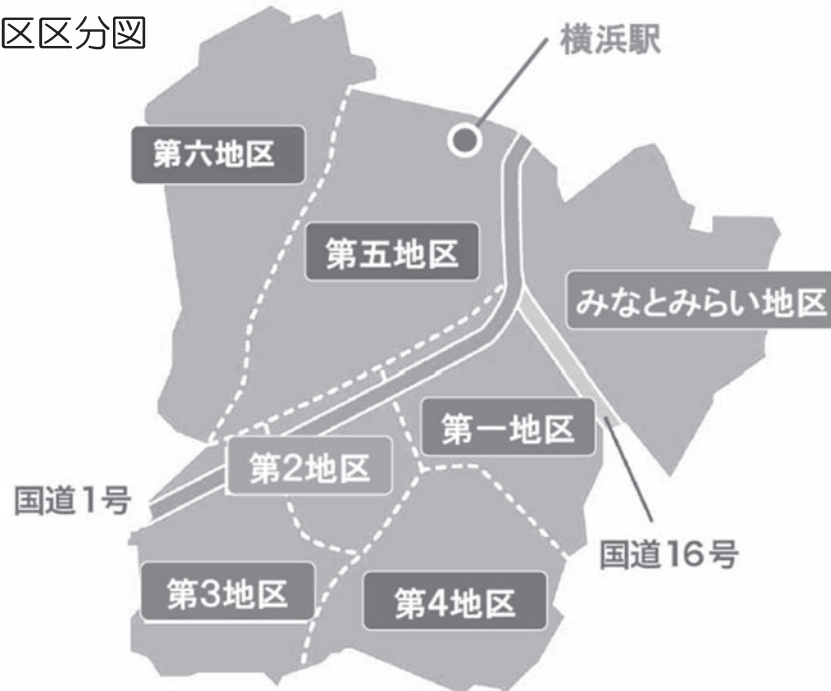 区区分図
横浜駅
第六地区
第五地区
みなとみらい地区
第一地区
第2地区
国道1号
国道16号
第3地区
第4地区